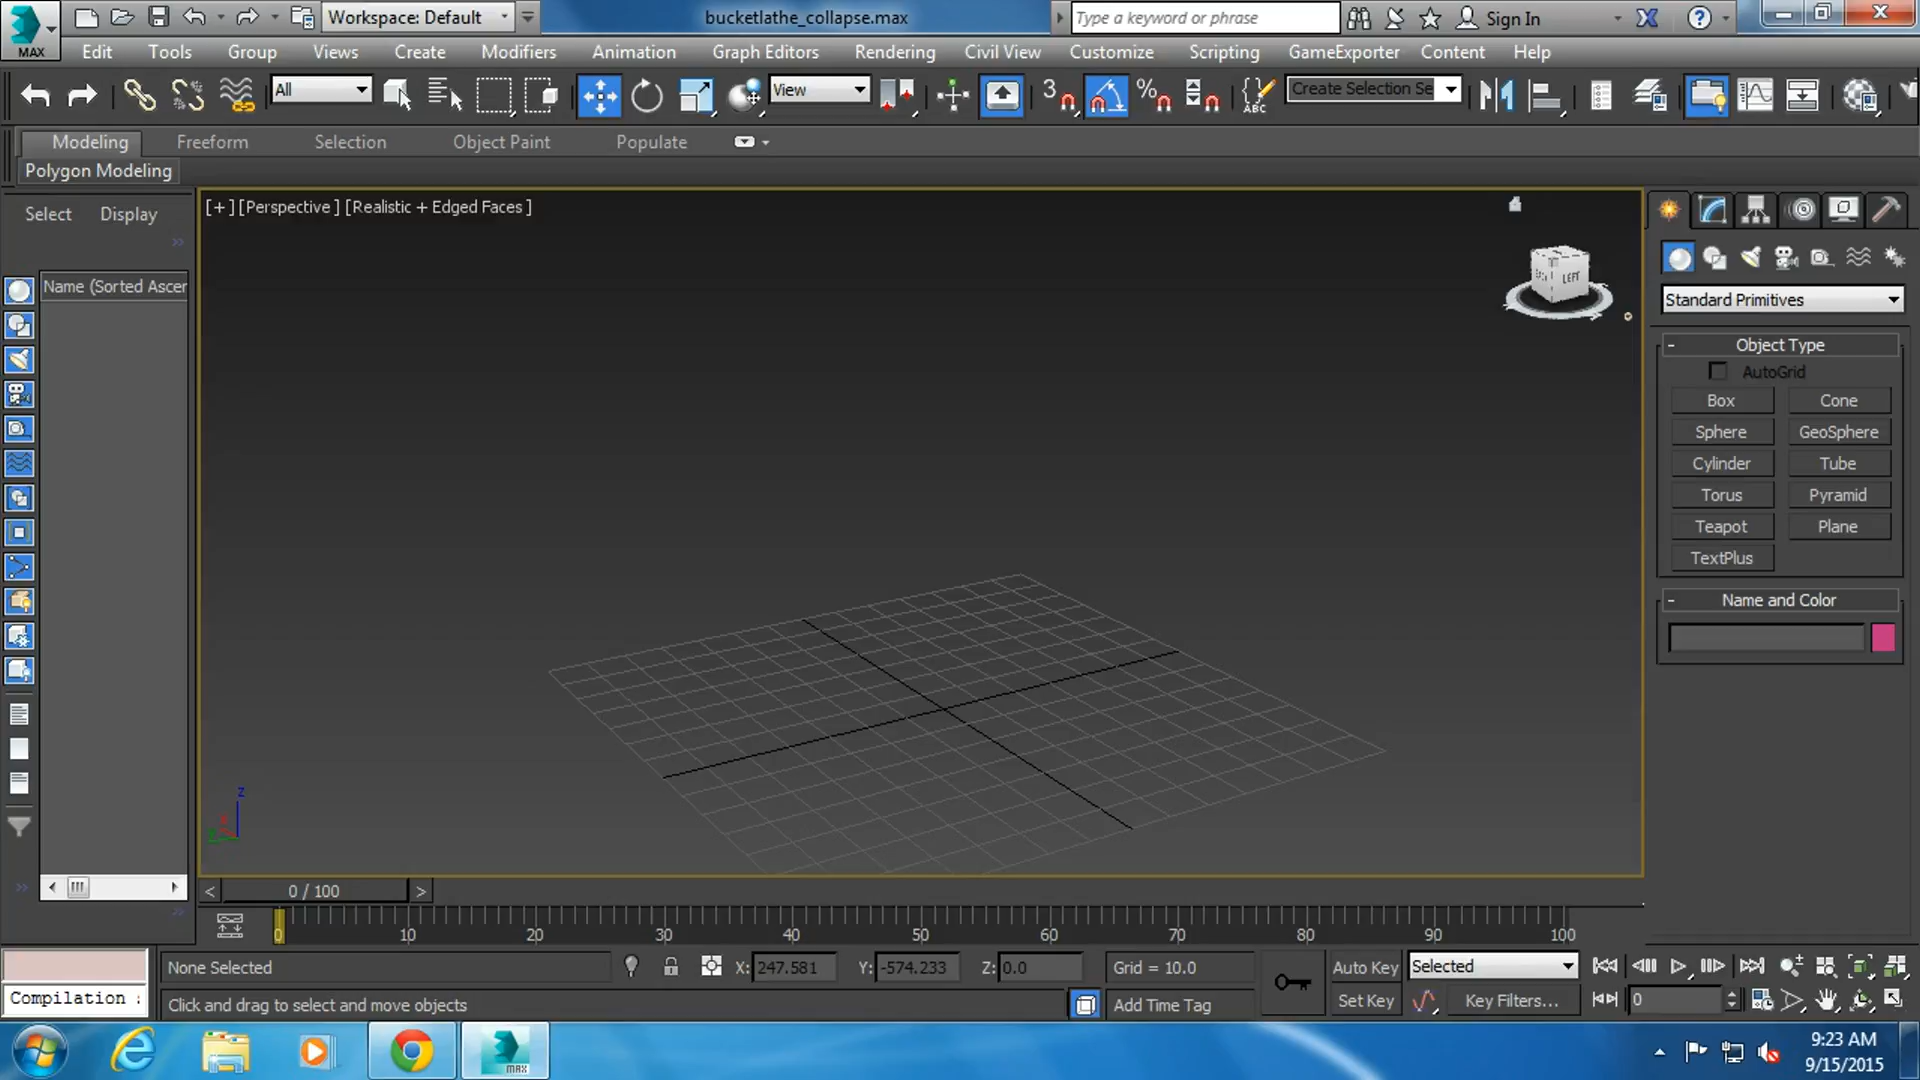 Workspace: Default
bucketlathe_collapse.max
Type a keyword or phrase
Sign In
MAX
Edit Tools Group Views Create Modifiers Animation Graph Editors Rendering Civil View Customize Scripting GameExporter Content Help
All
View
3
%
ABC
Create Selection Se
Modeling Freeform Selection Object Paint Populate
Polygon Modeling
Select Display
[+] [Perspective ] [Realistic + Edged Faces ]
LEFT
Name (Sorted Ascer
Standard Primitives
- Object Type
AutoGrid
Box Cone
Sphere GeoSphere
Cylinder Tube
Torus Pyramid
Teapot Plane
TextPlus
- Name and Color
z
< 0 / 100 >
0 10 20 30 40 50 60 70 80 90 100
None Selected
X: 247.581 Y: -574.233 Z: 0.0
Grid = 10.0
Auto Key
Selected
Compilation
Click and drag to select and move objects
Add Time Tag
Set Key
Key Filters...
0
MAX
9:23 AM
9/15/2015